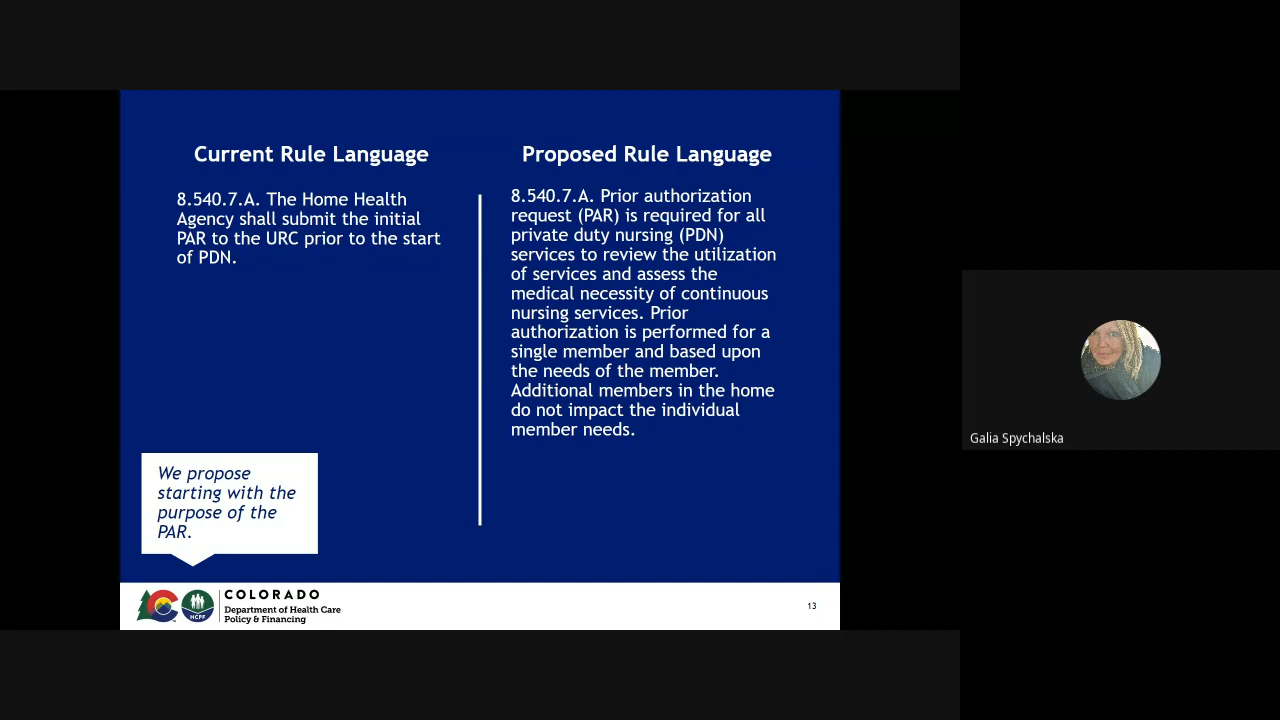 Current Rule Language
8.540.7.A. The Home Health
Agency shall submit the initial
PAR to the URC prior to the start
of PDN.
Proposed Rule Language
8.540.7.A. Prior authorization
request (PAR) is required for all
private duty nursing (PDN)
services to review the utilization
of services and assess the
medical necessity of continuous
nursing services. Prior
authorization is performed for a
single member and based upon
the needs of the member.
Additional members in the home
do not impact the individual
member needs.
We propose
starting with the
purpose of the
PAR.
HCPF
COLORADO
Department of Health Care
Policy & Financing
13
Galia Spychalska